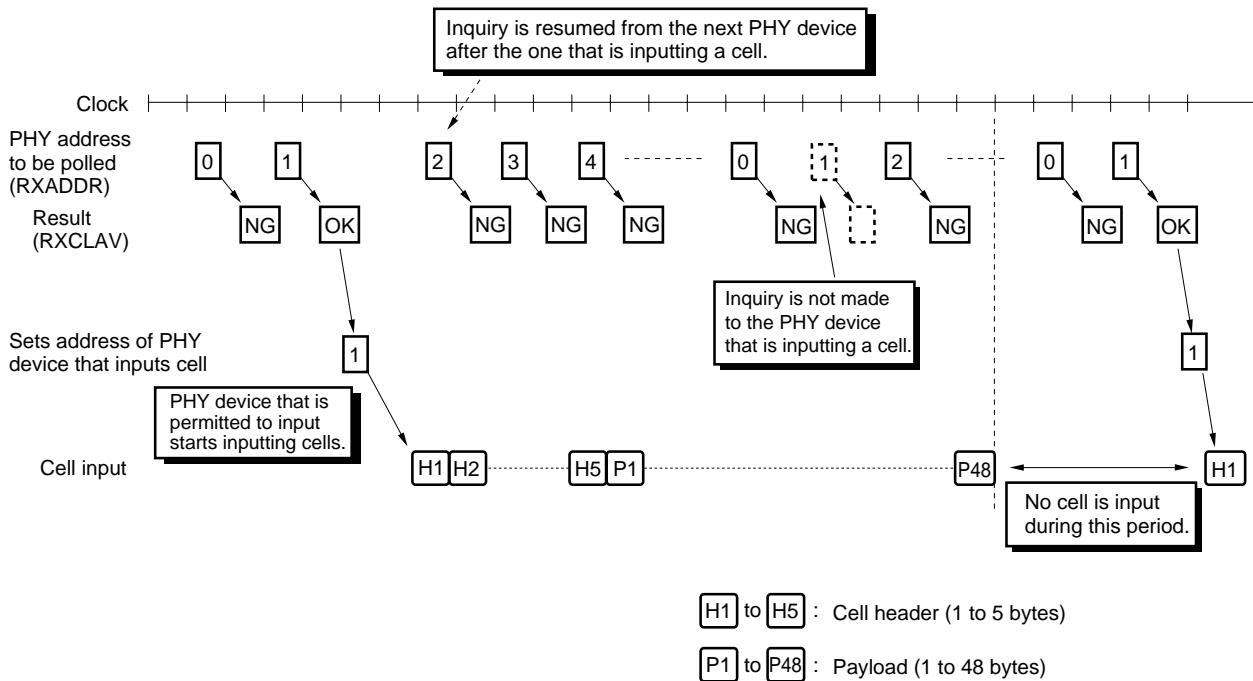 Inquiry is resumed from the next PHY device
after the one that is inputting a cell.
Clock
PHY address
to be polled
(RXADDR)
0 1 2 3 4 0 1 2 0 1
Result
(RXCLAV)
NG OK NG NG NG NG NG NG OK
Inquiry is not made
to the PHY device
that is inputting a cell.
Sets address of PHY
device that inputs cell
1 1
PHY device that is
permitted to input
starts inputting cells.
Cell input
H1 H2 H5 P1 P48 H1
No cell is input
during this period.
H1 to H5 : Cell header (1 to 5 bytes)
P1 to P48 : Payload (1 to 48 bytes)